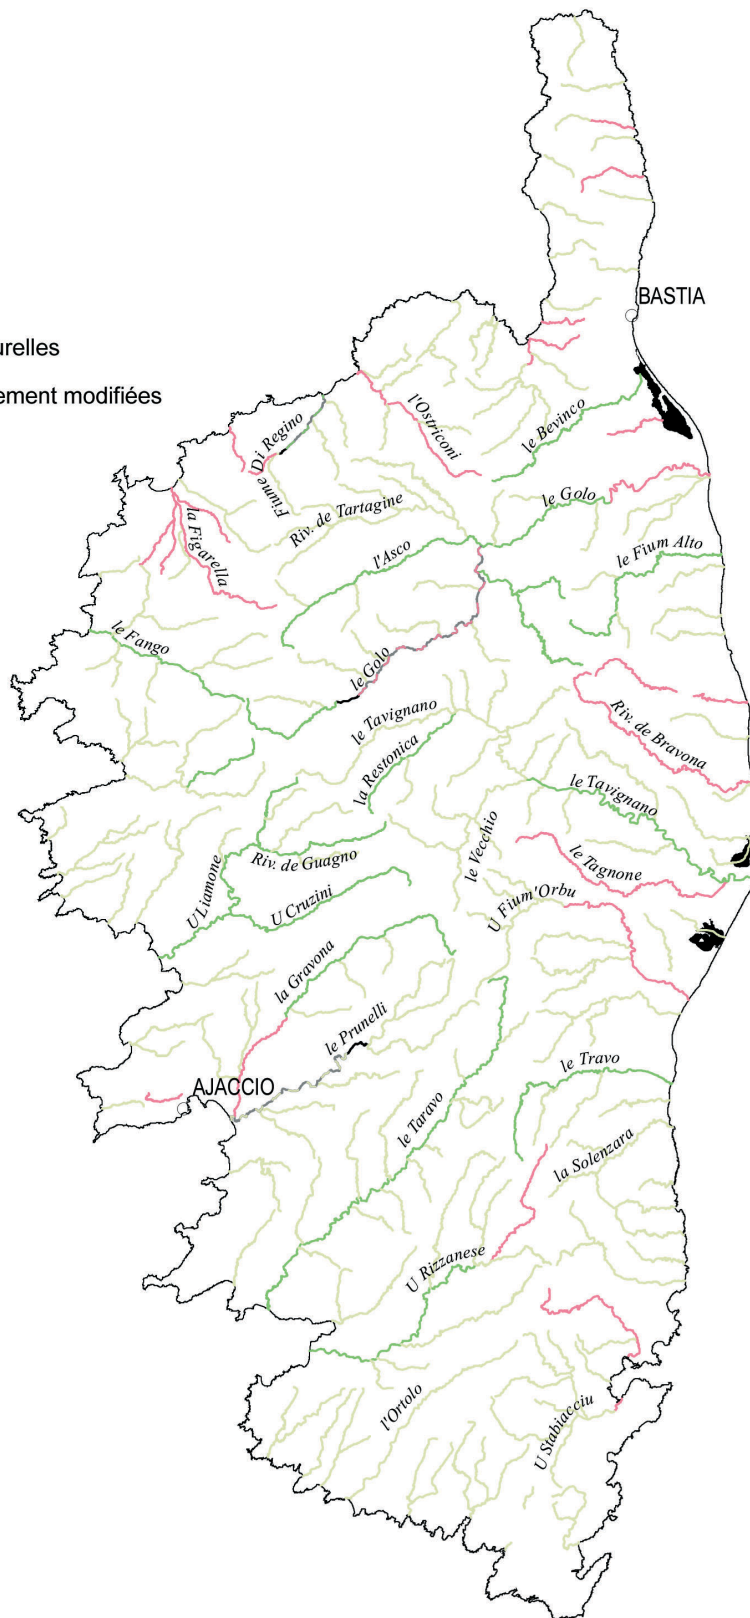 BASTIA
urelles
ement modifiées
l'Ostriconi
le Bevinco
Fiume Di Regino
le Golo
Riv. de Tartagine
la Figarella
l'Asco
le Fium Alto
le Fango
le Golo
le Tavignano
Riv. de Bravona
la Restonica
le Tavignano
le Vecchio
Riv. de Guagno
le Tagnone
U Liamone
U Cruzini
U Fium'Orbu
la Gravona
le Prunelli
le Travo
AJACCIO
le Taravo
la Solenzara
U Rizzanese
l'Ortolo
U Stabiacciu